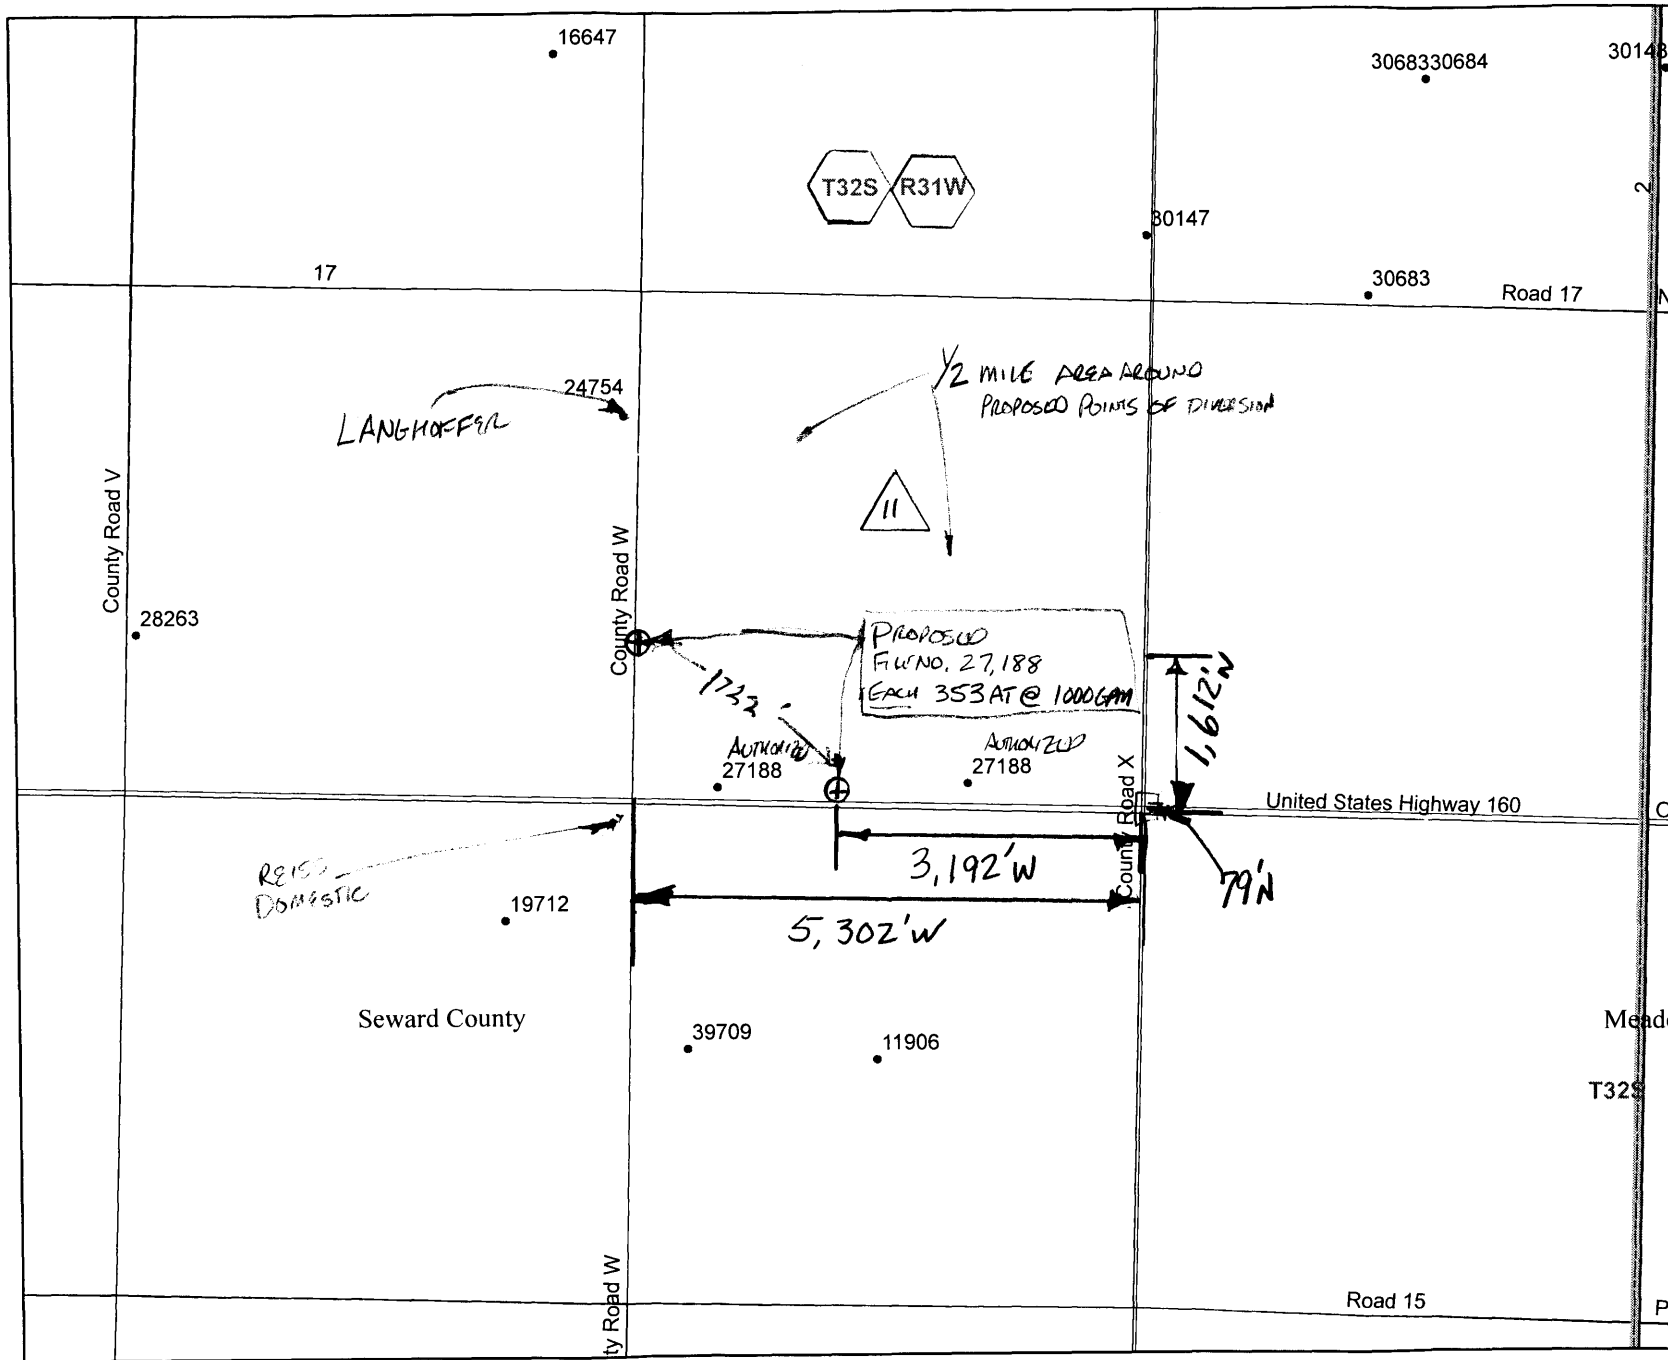 16647
3068330684
30148
T32S R31W
2
30147
17
30683
Road 17
N
1/2 MILE AREA AROUND
PROPOSED POINTS OF DIVERSION
24754
LANGHOFFER
11
County Road V
County Road W
28263
PROPOSED
FILE NO. 27,188
EACH 353 AF @ 1000 GPM
1722'
1,612'N
AUTHORIZED
27188
AUTHORIZED
27188
County Road X
United States Highway 160
3,192'W
79'N
REISS
DOMESTIC
19712
5,302'W
Seward County
39709
11906
Meade
T32S
ty Road W
Road 15
P